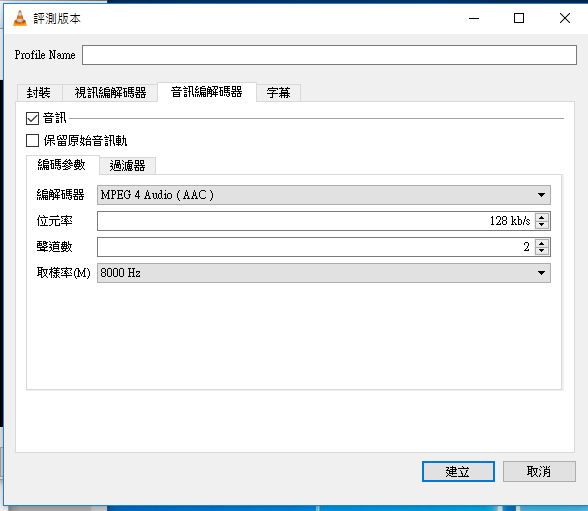 評測版本
Profile Name
封裝 視訊編解碼器 音訊編解碼器 字幕
音訊
保留原始音訊軌
編碼參數 過濾器
編解碼器 MPEG 4 Audio ( AAC )
位元率 128 kb/s
聲道數 2
取樣率(M) 8000 Hz
建立 取消